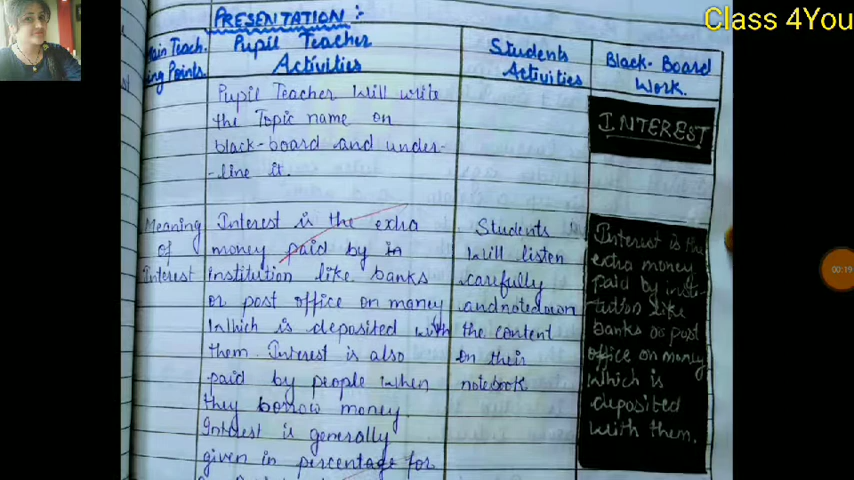 Class 4You
PRESENTATION :-
Main Teach.
ing Points.
Pupil Teacher
Activities
Students
Activities
Black-Board
Work.
Pupil Teacher will write
the Topic name on
black-board and under-
-line it.
INTEREST
Meaning
of
Interest
Interest is the extra
money paid by in
institution like banks
or post office on money
which is deposited with
them. Interest is also
paid by people when
they borrow money.
Interest is generally
given in percentage for
Students
will listen
carefully
and note down
the content
in their
notebook
Interest is the
extra money
paid by insti-
tution like
banks or post
office on money
which is
deposited
with them.
00:19